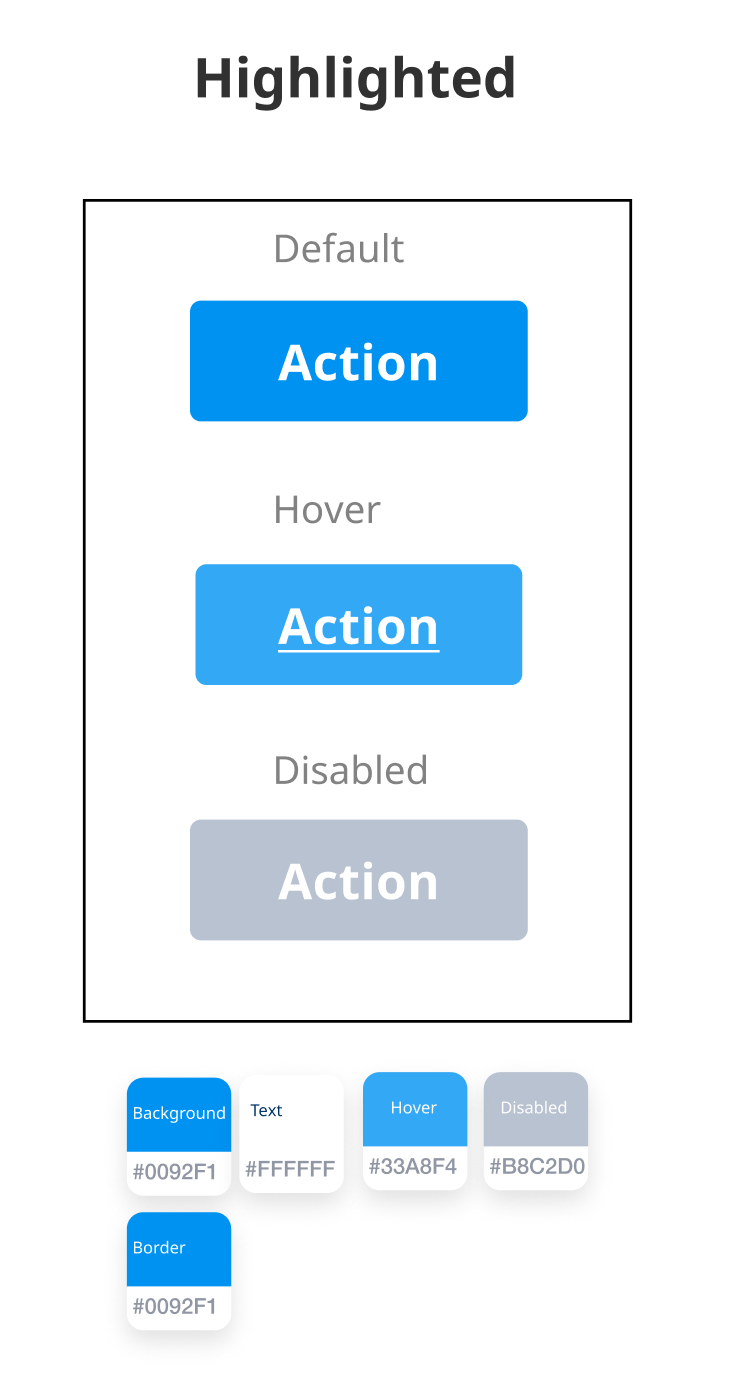 Highlighted
Default
Action
Hover
Action
Disabled
Action
Background
#0092F1
Text
#FFFFFF
Hover
#33A8F4
Disabled
#B8C2D0
Border
#0092F1